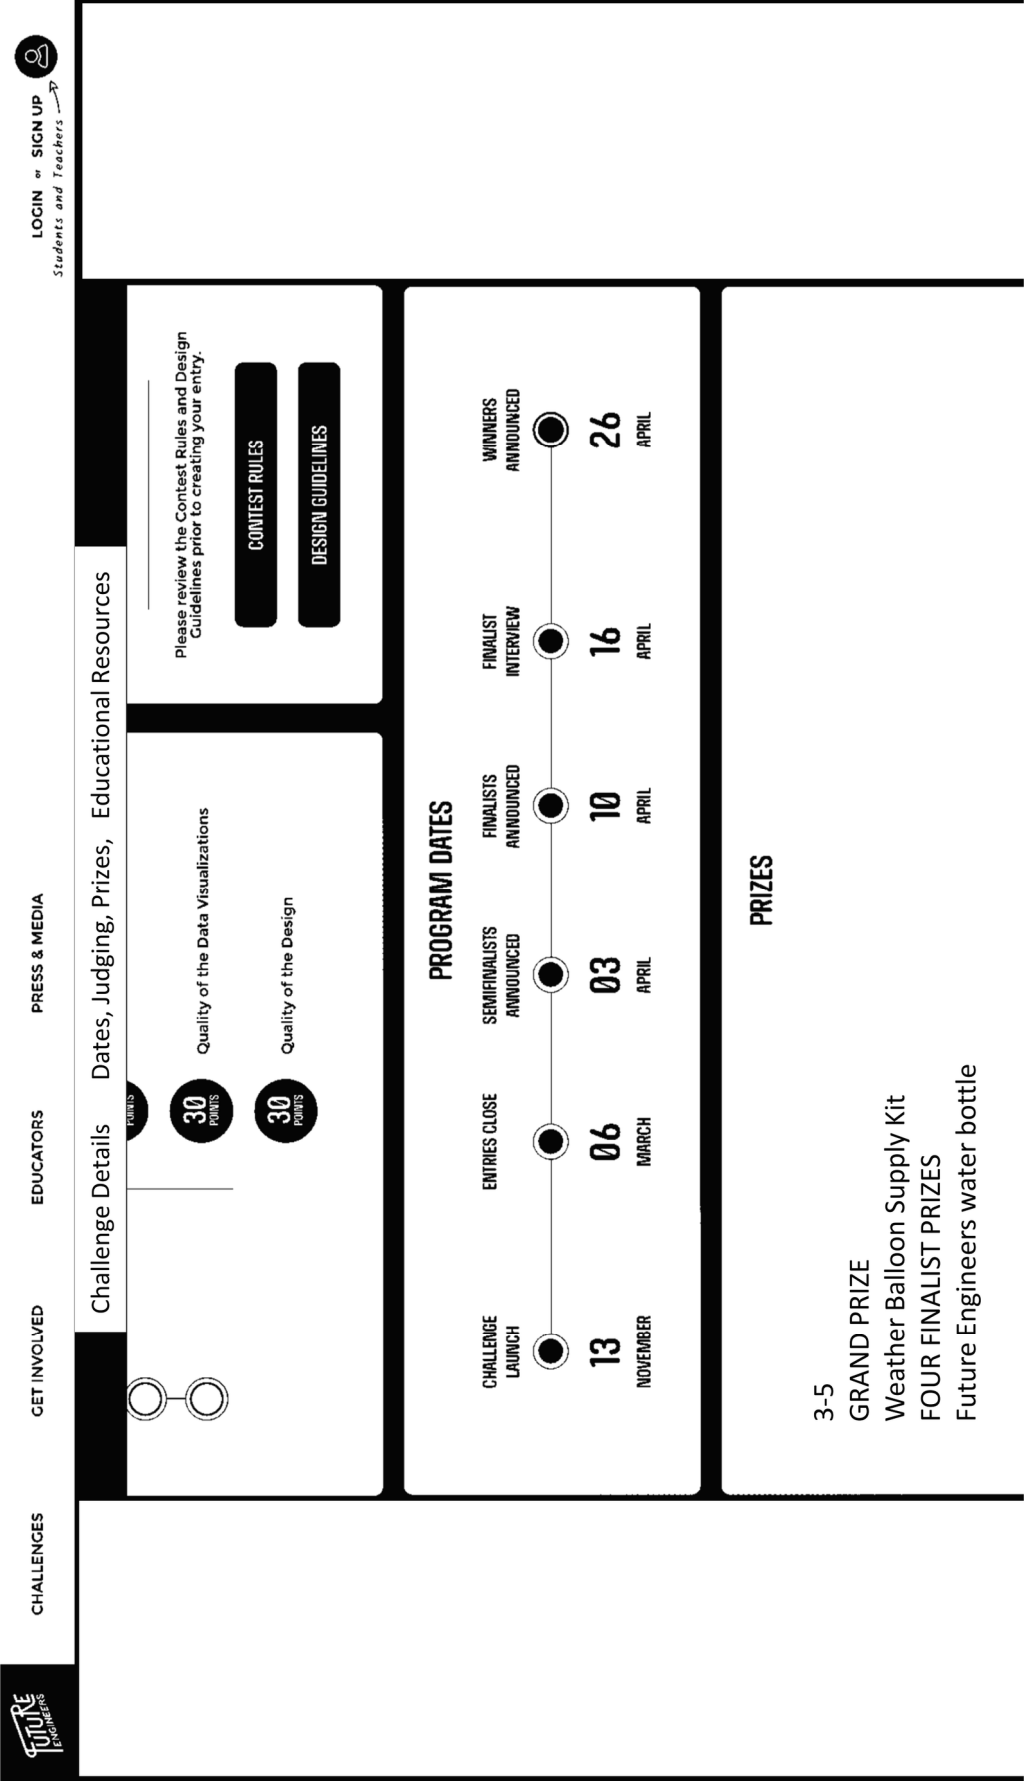 FUTURE
ENGINEERS
CHALLENGES
GET INVOLVED
EDUCATORS
PRESS & MEDIA
LOGIN or SIGN UP
Students and Teachers
Challenge Details Dates, Judging, Prizes, Educational Resources
POINTS
30
POINTS
Quality of the Data Visualizations
30
POINTS
Quality of the Design
Please review the Contest Rules and Design
Guidelines prior to creating your entry.
CONTEST RULES
DESIGN GUIDELINES
PROGRAM DATES
CHALLENGE
LAUNCH
13
NOVEMBER
ENTRIES CLOSE
06
MARCH
SEMIFINALISTS
ANNOUNCED
03
APRIL
FINALISTS
ANNOUNCED
10
APRIL
FINALIST
INTERVIEW
16
APRIL
WINNERS
ANNOUNCED
26
APRIL
PRIZES
3-5
GRAND PRIZE
Weather Balloon Supply Kit
FOUR FINALIST PRIZES
Future Engineers water bottle